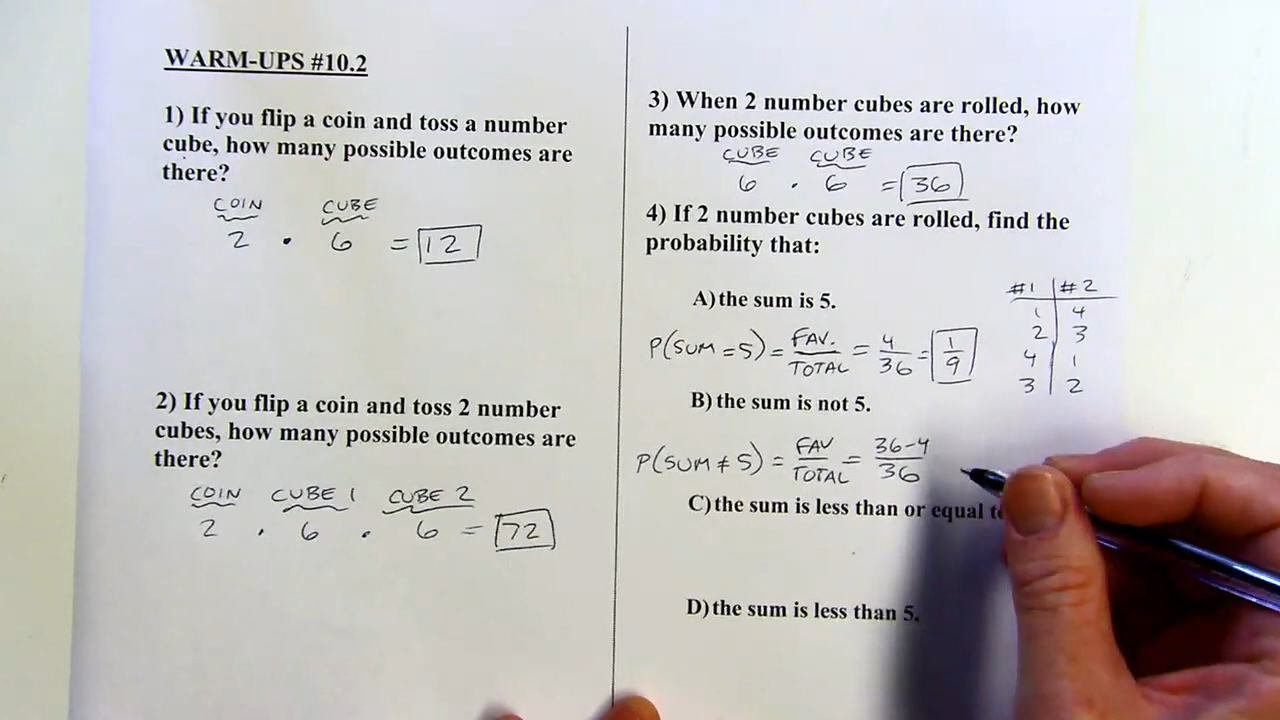 WARM-UPS #10.2
1) If you flip a coin and toss a number
cube, how many possible outcomes are
there?
COIN CUBE
2 · 6 = 12
2) If you flip a coin and toss 2 number
cubes, how many possible outcomes are
there?
COIN CUBE 1 CUBE 2
2 · 6 · 6 = 72
3) When 2 number cubes are rolled, how
many possible outcomes are there?
CUBE CUBE
6 · 6 = 36
4) If 2 number cubes are rolled, find the
probability that:
A) the sum is 5.
#1 #2
1 4
2 3
4 1
3 2
P(SUM = 5) = FAV./TOTAL = 4/36 = 1/9
B) the sum is not 5.
P(SUM ≠ 5) = FAV/TOTAL = 36-4/36
C) the sum is less than or equal
D) the sum is less than 5.